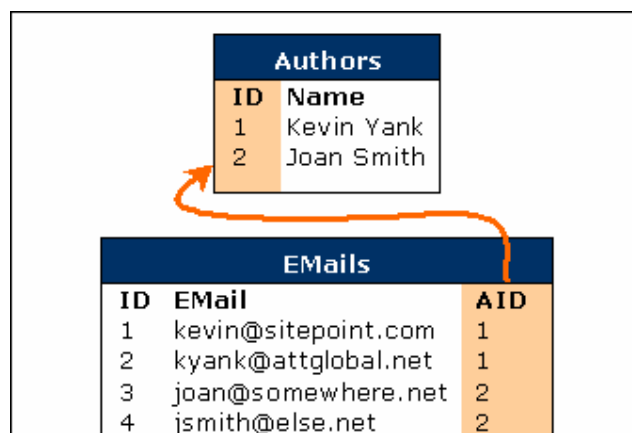 Authors
ID Name
1 Kevin Yank
2 Joan Smith
EMails
ID EMail AID
1 kevin@sitepoint.com 1
2 kyank@attglobal.net 1
3 joan@somewhere.net 2
4 jsmith@else.net 2